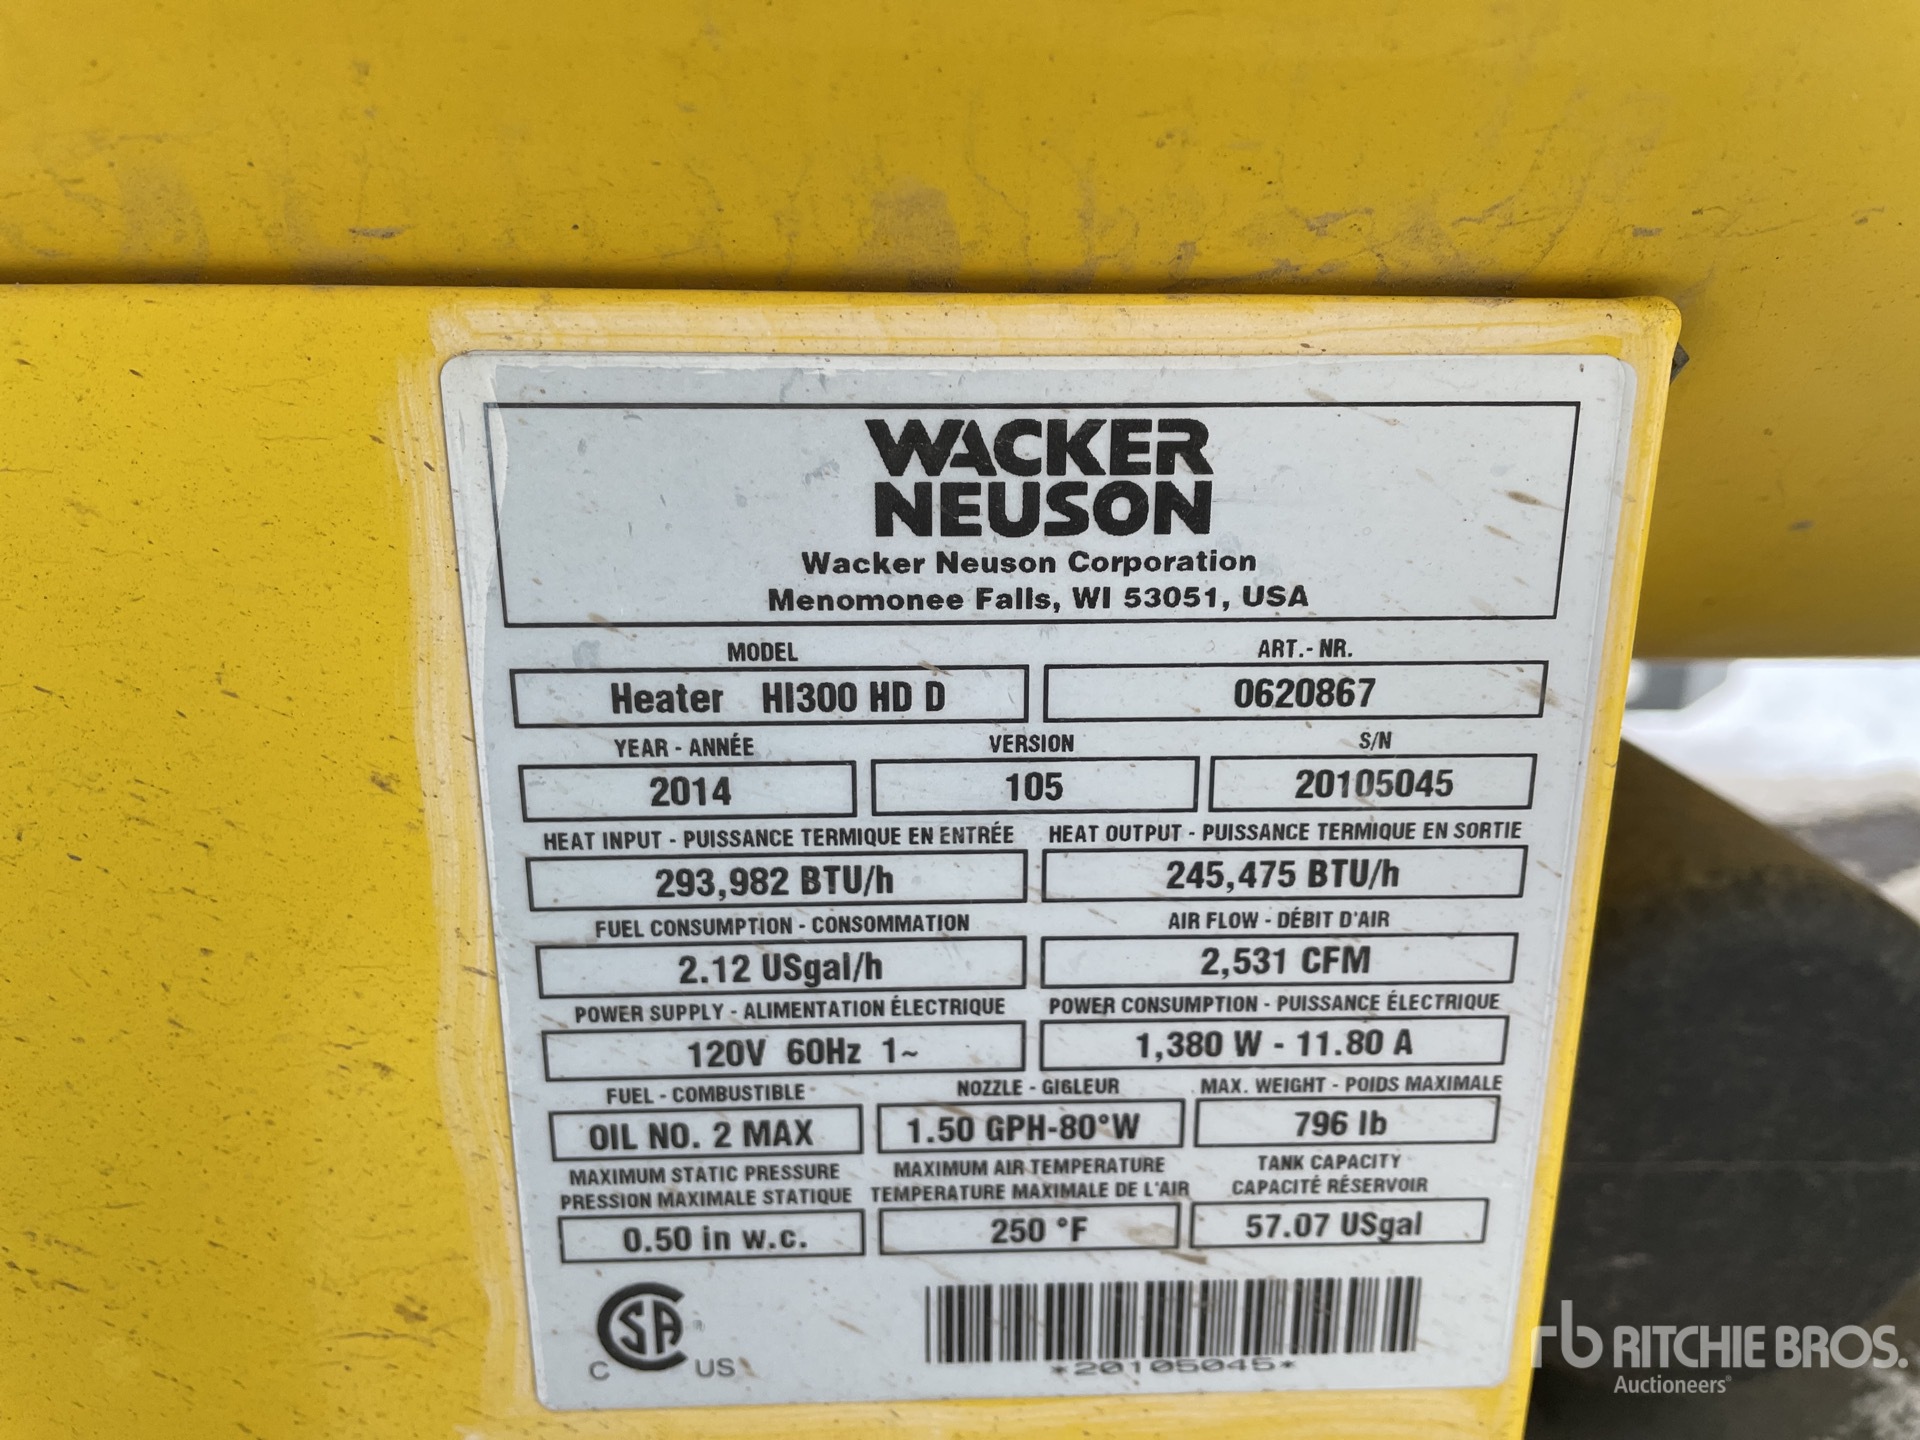 WACKER
NEUSON
Wacker Neuson Corporation
Menomonee Falls, WI 53051, USA
MODEL ART.- NR.
Heater HI300 HD D 0620867
YEAR - ANNÉE VERSION S/N
2014 105 20105045
HEAT INPUT - PUISSANCE TERMIQUE EN ENTRÉE HEAT OUTPUT - PUISSANCE TERMIQUE EN SORTIE
293,982 BTU/h 245,475 BTU/h
FUEL CONSUMPTION - CONSOMMATION AIR FLOW - DÉBIT D'AIR
2.12 USgal/h 2,531 CFM
POWER SUPPLY - ALIMENTATION ÉLECTRIQUE POWER CONSUMPTION - PUISSANCE ÉLECTRIQUE
120V 60Hz 1~ 1,380 W - 11.80 A
FUEL - COMBUSTIBLE NOZZLE - GIGLEUR MAX. WEIGHT - POIDS MAXIMALE
OIL NO. 2 MAX 1.50 GPH-80°W 796 lb
MAXIMUM STATIC PRESSURE MAXIMUM AIR TEMPERATURE TANK CAPACITY
PRESSION MAXIMALE STATIQUE TEMPERATURE MAXIMALE DE L'AIR CAPACITÉ RÉSERVOIR
0.50 in w.c. 250 °F 57.07 USgal
CSA
C US
*20105045*
rb RITCHIE BROS.
Auctioneers